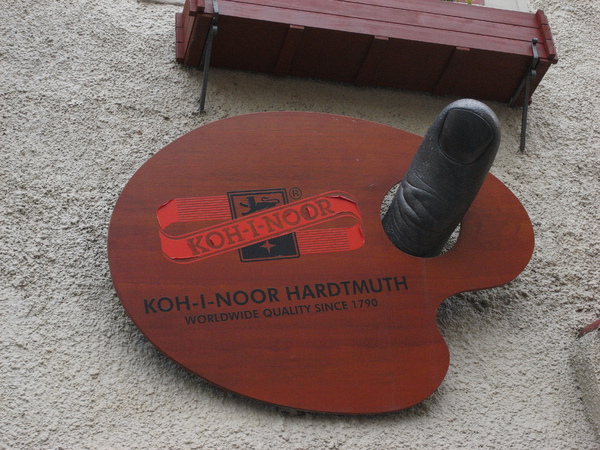 ®
KOH-I-NOOR
KOH-I-NOOR HARDTMUTH
WORLDWIDE QUALITY SINCE 1790